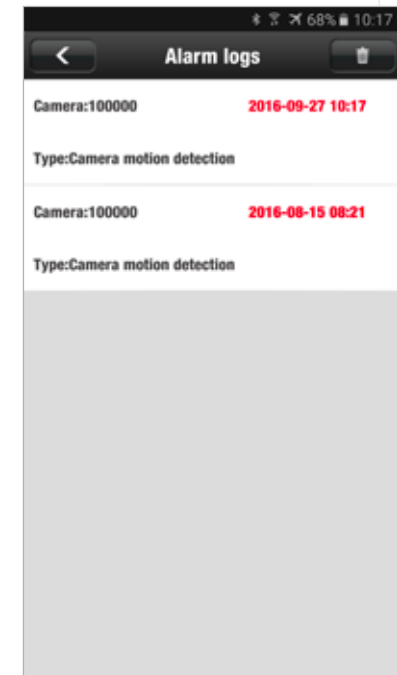 68% 10:17
Alarm logs
Camera:100000 2016-09-27 10:17
Type:Camera motion detection
Camera:100000 2016-08-15 08:21
Type:Camera motion detection